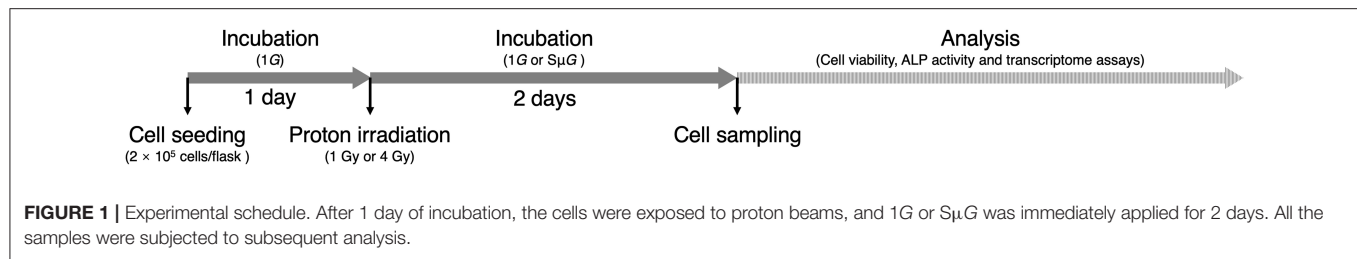 Incubation
(1G)
Incubation
(1G or SμG )
Analysis
(Cell viability, ALP activity and transcriptome assays)
1 day
2 days
Cell seeding
(2 × 10⁵ cells/flask )
Proton irradiation
(1 Gy or 4 Gy)
Cell sampling
FIGURE 1 | Experimental schedule. After 1 day of incubation, the cells were exposed to proton beams, and 1G or SμG was immediately applied for 2 days. All the
samples were subjected to subsequent analysis.